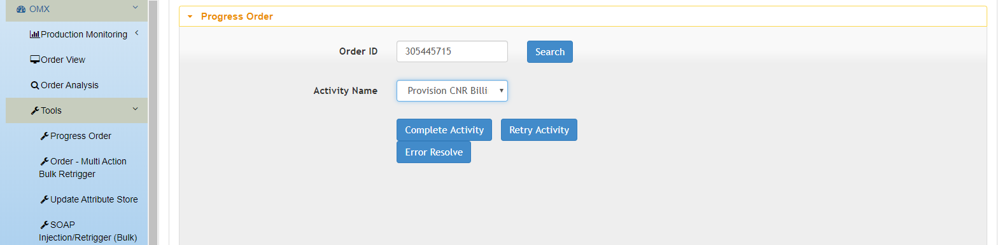 OMX
Production Monitoring
Order View
Order Analysis
Tools
Progress Order
Order - Multi Action
Bulk Retrigger
Update Attribute Store
SOAP
Injection/Retrigger (Bulk)
Progress Order
Order ID
305445715
Search
Activity Name
Provision CNR Billi
Complete Activity
Retry Activity
Error Resolve